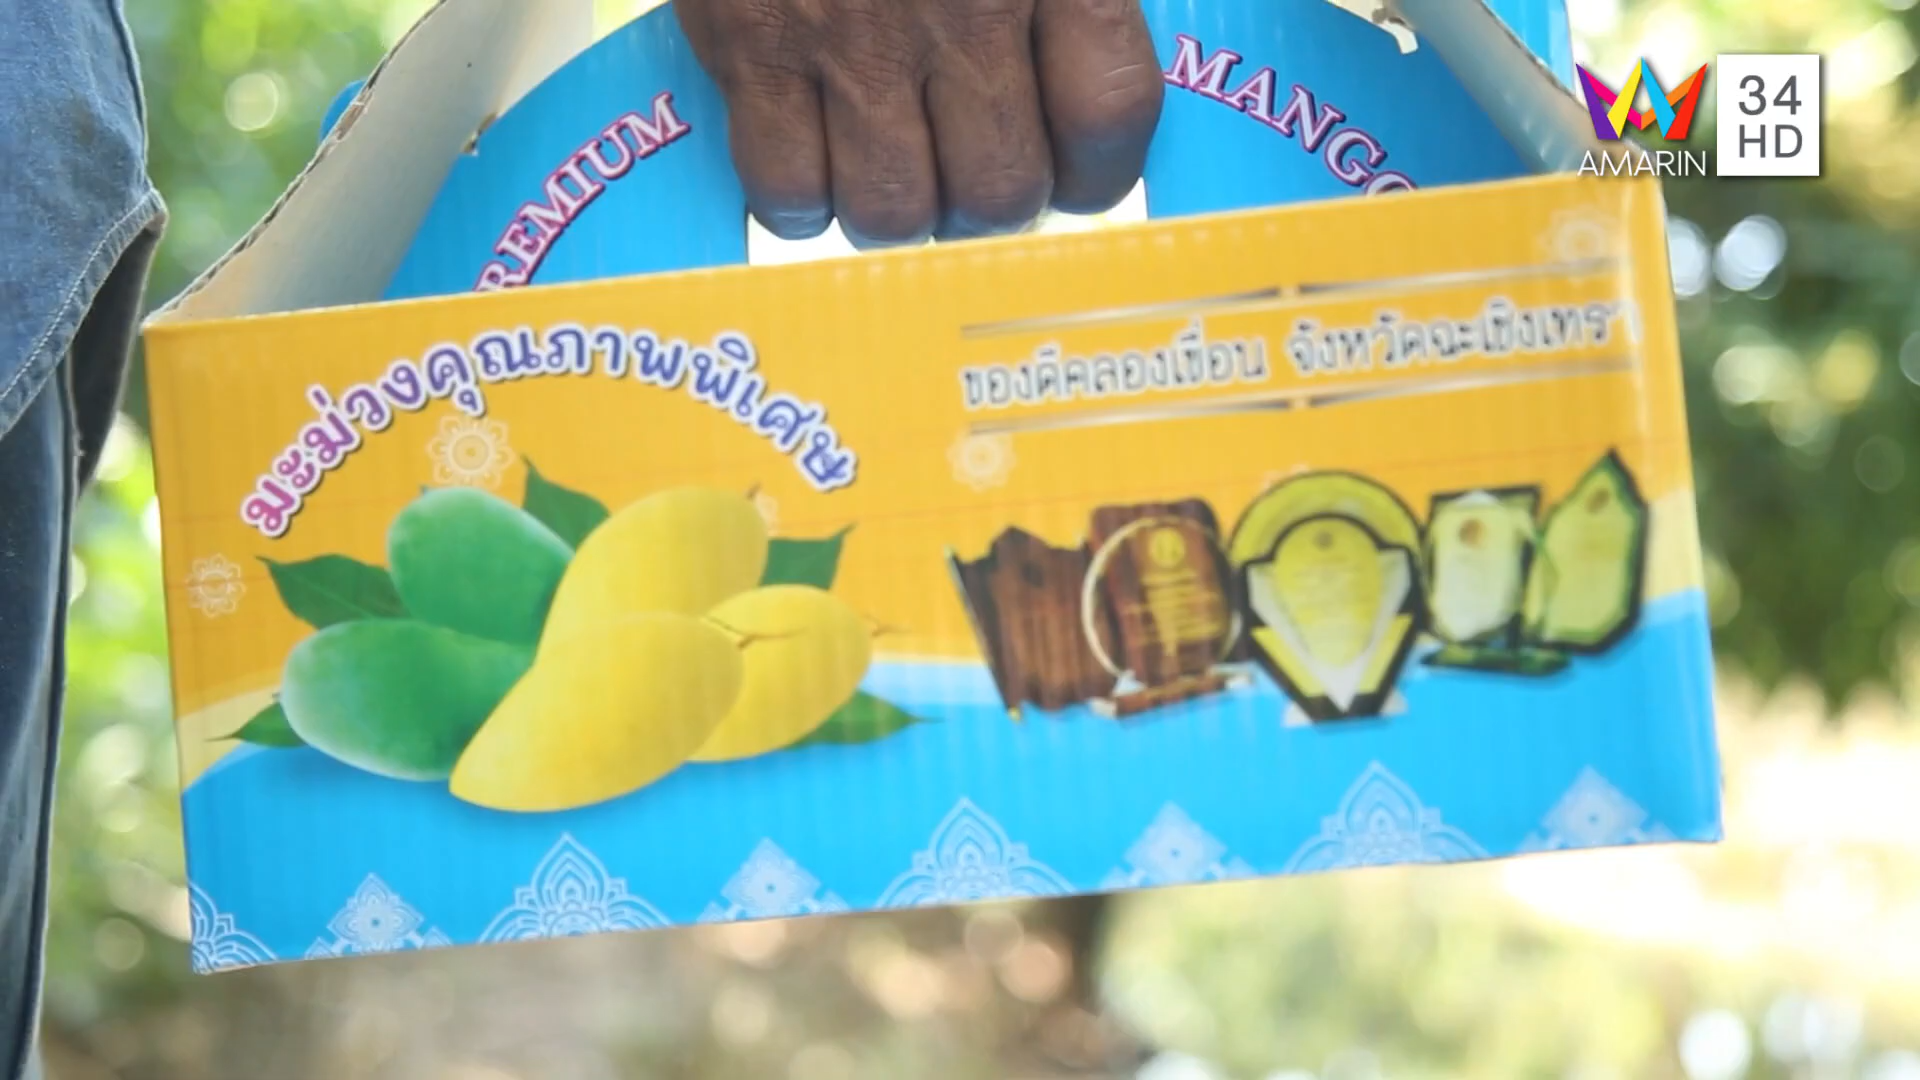 PREMIUM MANGO
AMARIN
34
HD
มะม่วงคุณภาพพิเศษ
ของดีคลองเขื่อน จังหวัดฉะเชิงเทรา